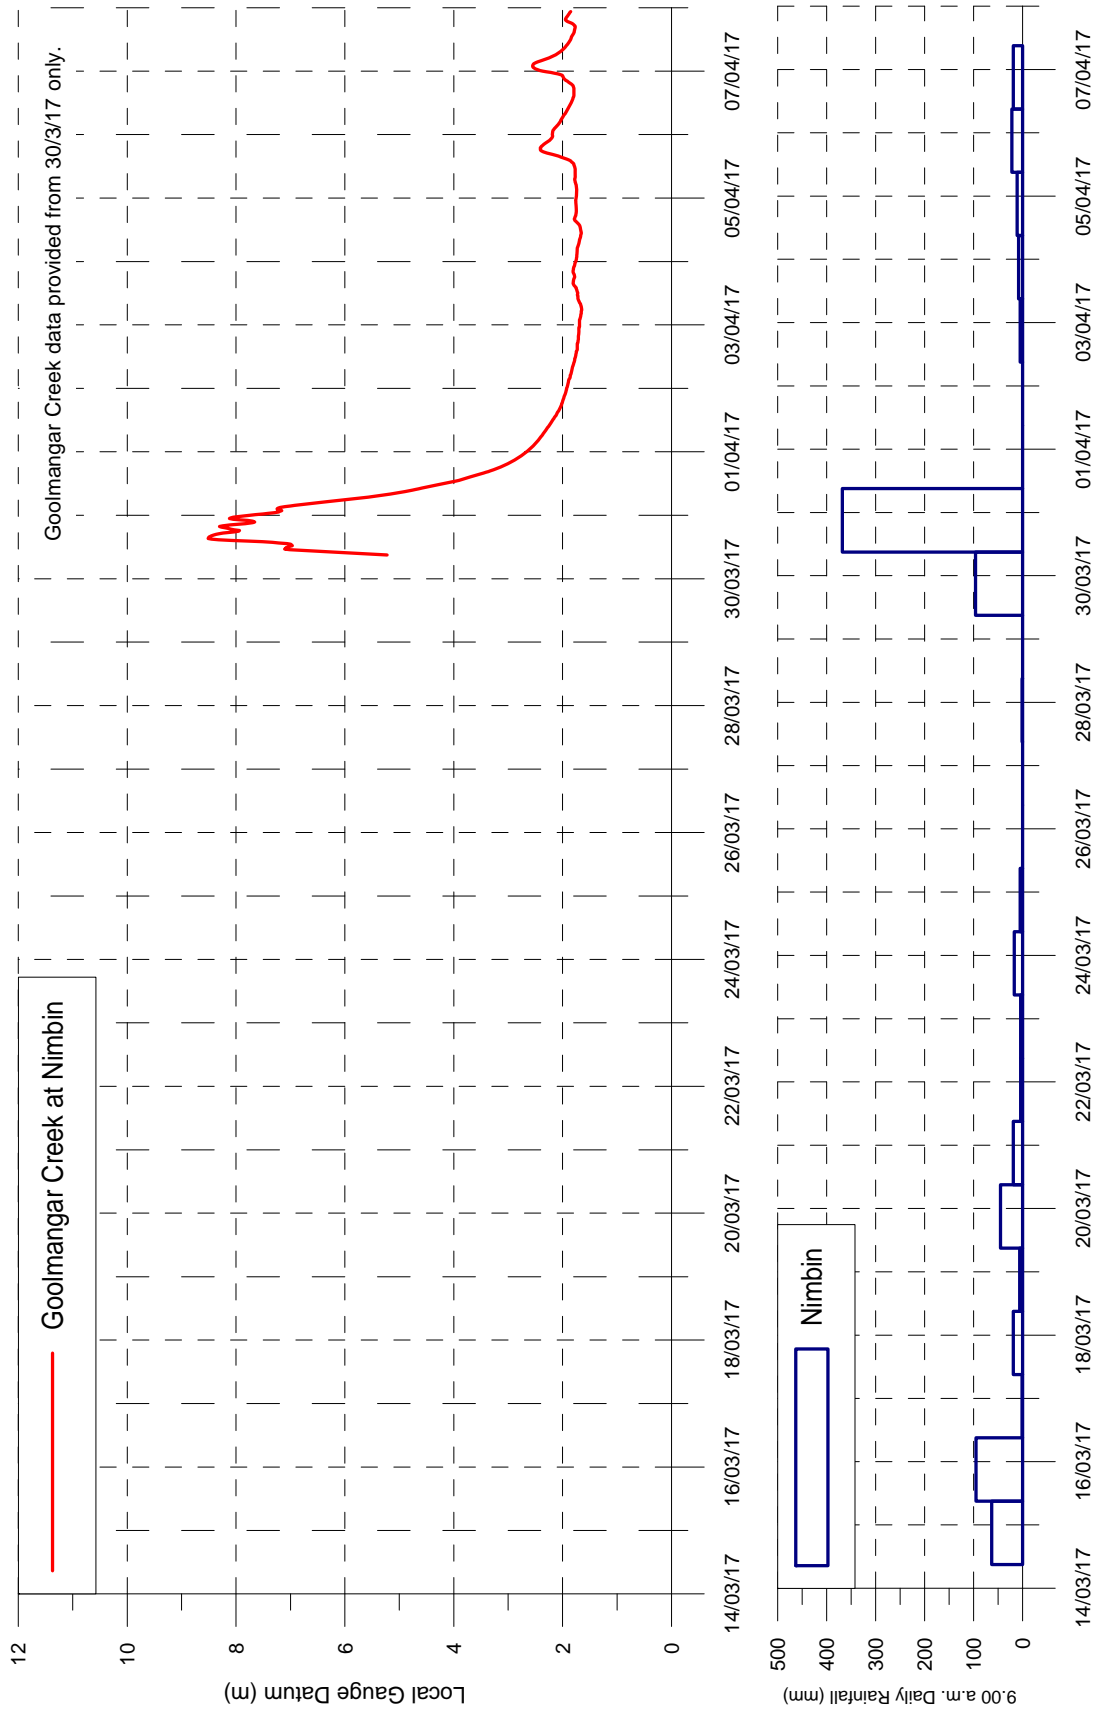 Goolmangar Creek at Nimbin
Goolmangar Creek data provided from 30/3/17 only.
Local Gauge Datum (m)
12
10
8
6
4
2
0
14/03/17 16/03/17 18/03/17 20/03/17 22/03/17 24/03/17 26/03/17 28/03/17 30/03/17 01/04/17 03/04/17 05/04/17 07/04/17
Nimbin
9.00 a.m. Daily Rainfall (mm)
500
400
300
200
100
0
14/03/17 16/03/17 18/03/17 20/03/17 22/03/17 24/03/17 26/03/17 28/03/17 30/03/17 01/04/17 03/04/17 05/04/17 07/04/17